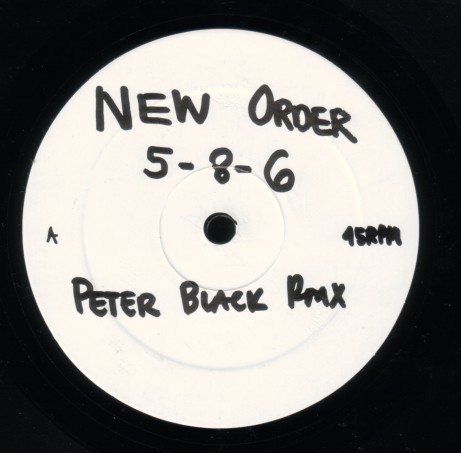 NEW ORDER
5-8-6
A
45RPM
PETER BLACK RMX